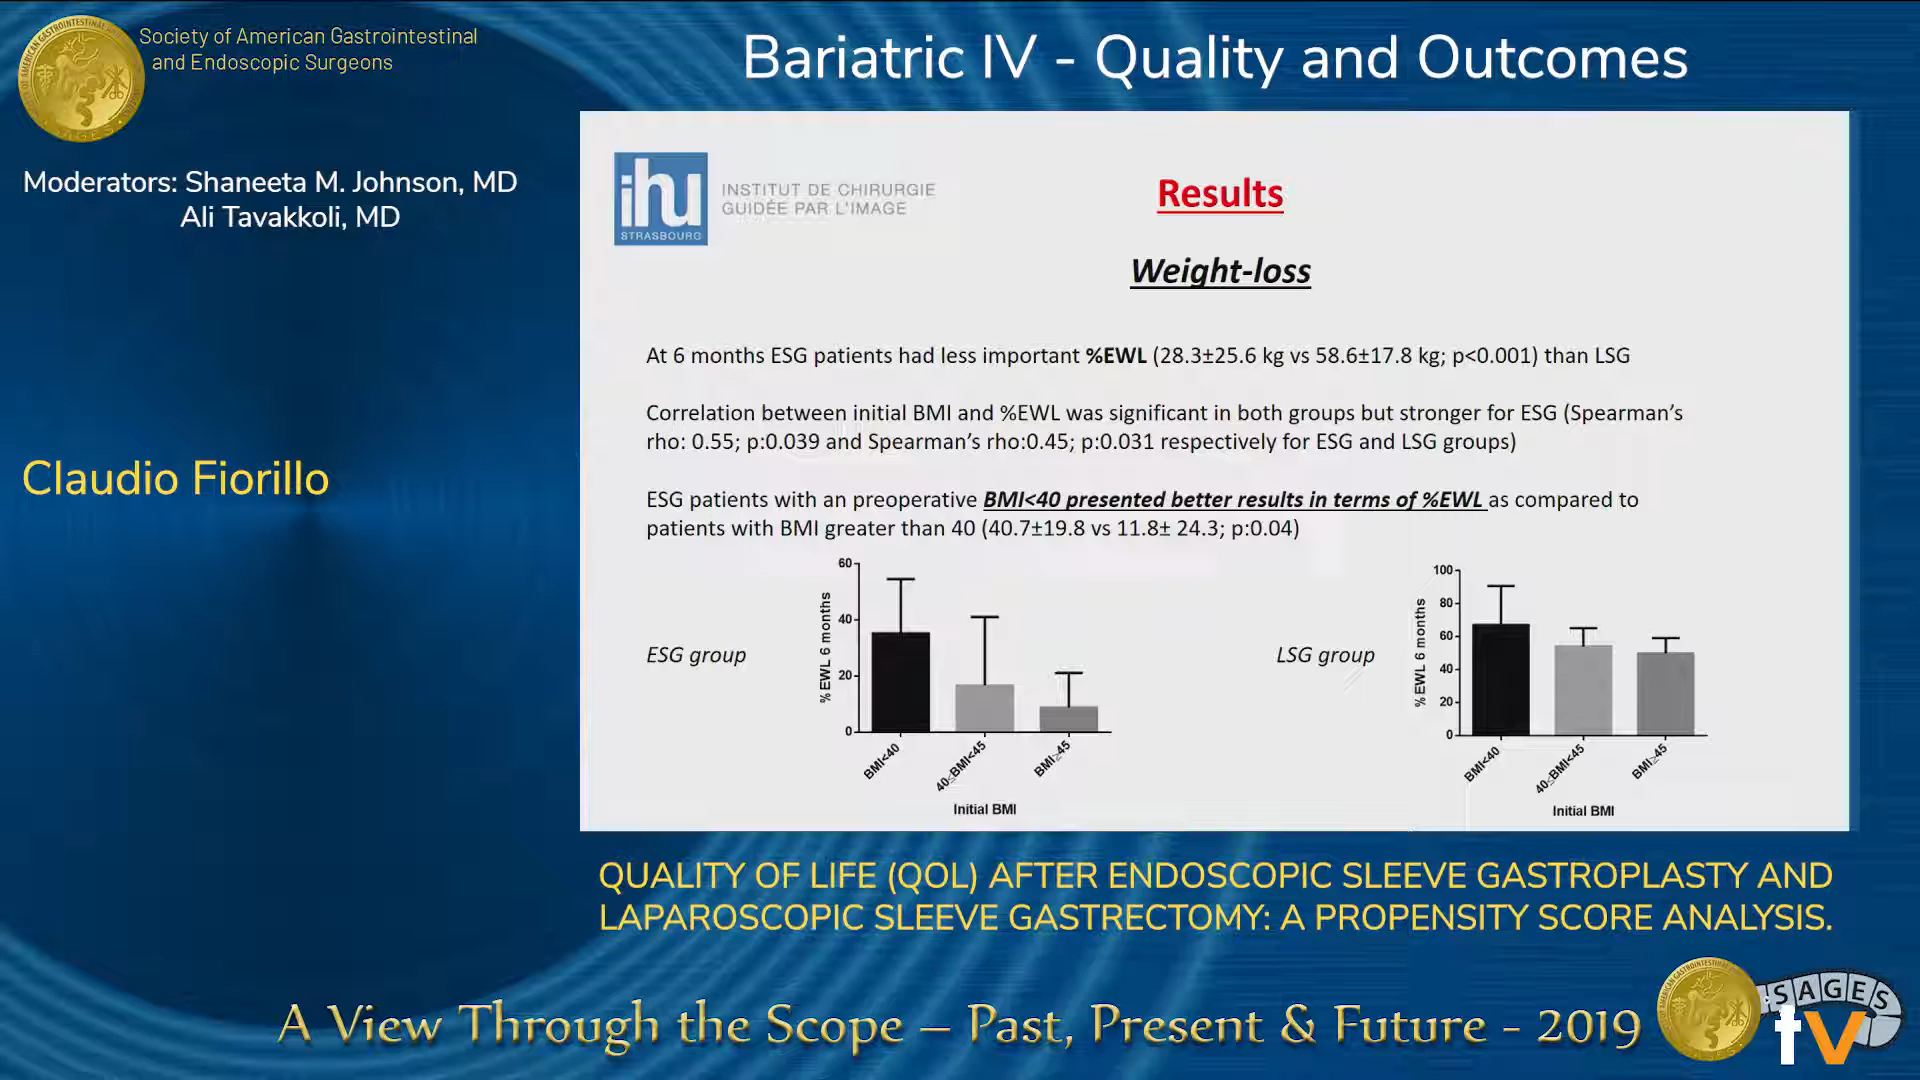 Society of American Gastrointestinal
and Endoscopic Surgeons
Bariatric IV - Quality and Outcomes
Moderators: Shaneeta M. Johnson, MD
Ali Tavakkoli, MD
Claudio Fiorillo
ihu
STRASBOURG
INSTITUT DE CHIRURGIE
GUIDÉE PAR L'IMAGE
Results
Weight-loss
At 6 months ESG patients had less important %EWL (28.3±25.6 kg vs 58.6±17.8 kg; p<0.001) than LSG
Correlation between initial BMI and %EWL was significant in both groups but stronger for ESG (Spearman’s
rho: 0.55; p:0.039 and Spearman’s rho:0.45; p:0.031 respectively for ESG and LSG groups)
ESG patients with an preoperative BMI<40 presented better results in terms of %EWL as compared to
patients with BMI greater than 40 (40.7±19.8 vs 11.8± 24.3; p:0.04)
ESG group
%EWL 6 months
60
40
20
0
BMI<40
40≤BMI<45
BMI≥45
Initial BMI
LSG group
%EWL 6 months
100
80
60
40
20
0
BMI<40
40≤BMI<45
BMI≥45
Initial BMI
QUALITY OF LIFE (QOL) AFTER ENDOSCOPIC SLEEVE GASTROPLASTY AND
LAPAROSCOPIC SLEEVE GASTRECTOMY: A PROPENSITY SCORE ANALYSIS.
A View Through the Scope – Past, Present & Future - 2019
SAGES
tv